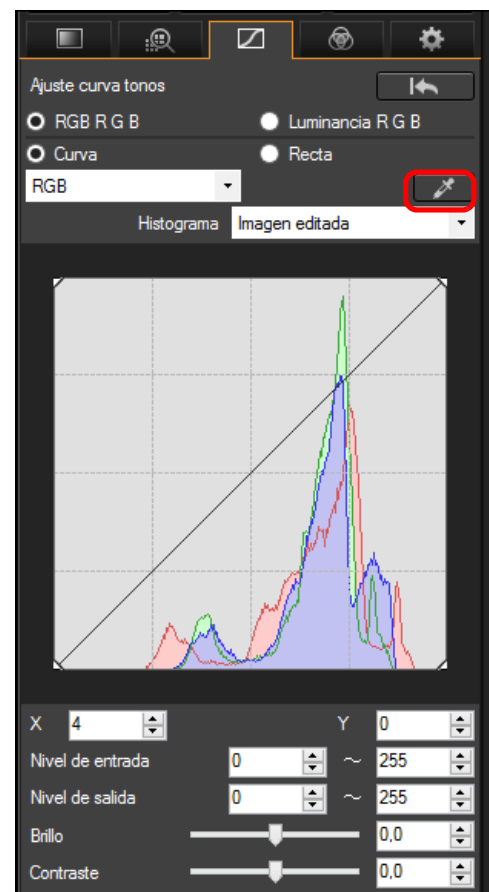 Ajuste curva tonos
RGB R G B Luminancia R G B
Curva Recta
RGB
Histograma Imagen editada
X 4 Y 0
Nivel de entrada 0 ~ 255
Nivel de salida 0 ~ 255
Brillo 0,0
Contraste 0,0